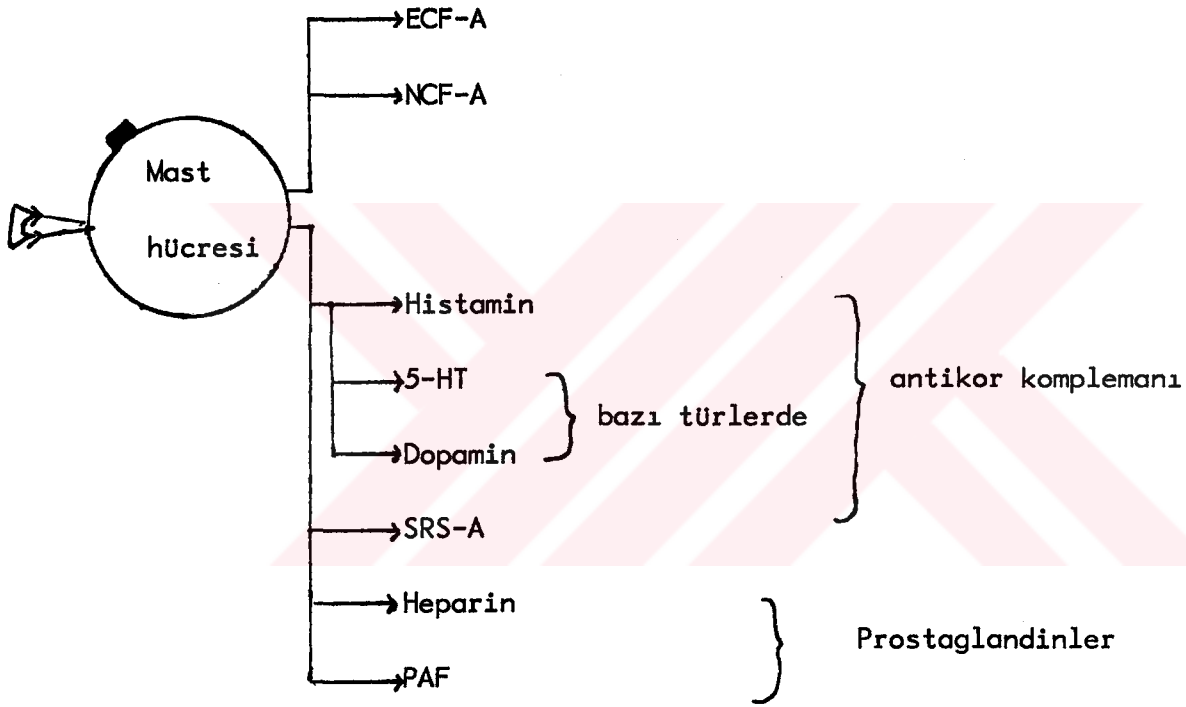 ECF-A
NCF-A
Mast
hücresi
Histamin
5-HT
Dopamin
bazı türlerde
antikor komplemanı
SRS-A
Heparin
PAF
Prostaglandinler